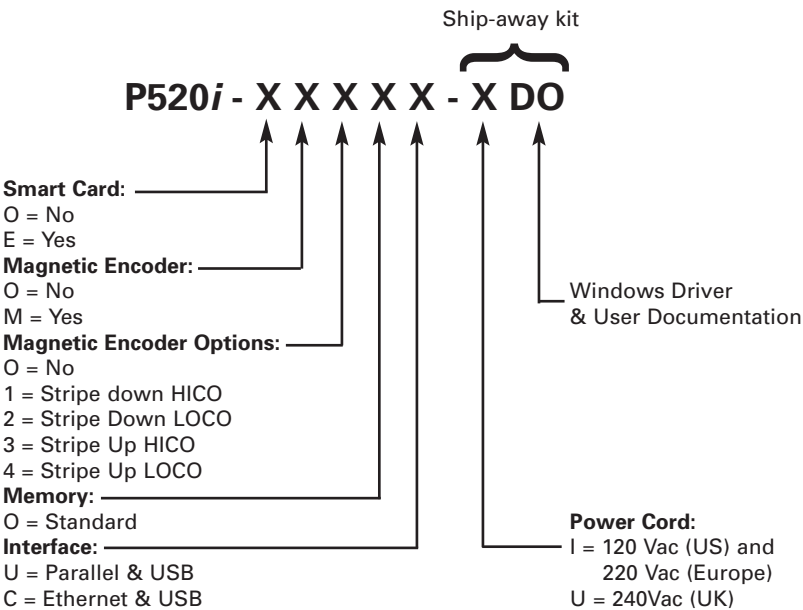 Ship-away kit
P520i - X X X X X - X DO
Smart Card:
O = No
E = Yes
Magnetic Encoder:
O = No
M = Yes
Magnetic Encoder Options:
O = No
1 = Stripe down HICO
2 = Stripe Down LOCO
3 = Stripe Up HICO
4 = Stripe Up LOCO
Memory:
O = Standard
Interface:
U = Parallel & USB
C = Ethernet & USB
Windows Driver
& User Documentation
Power Cord:
I = 120 Vac (US) and
220 Vac (Europe)
U = 240Vac (UK)